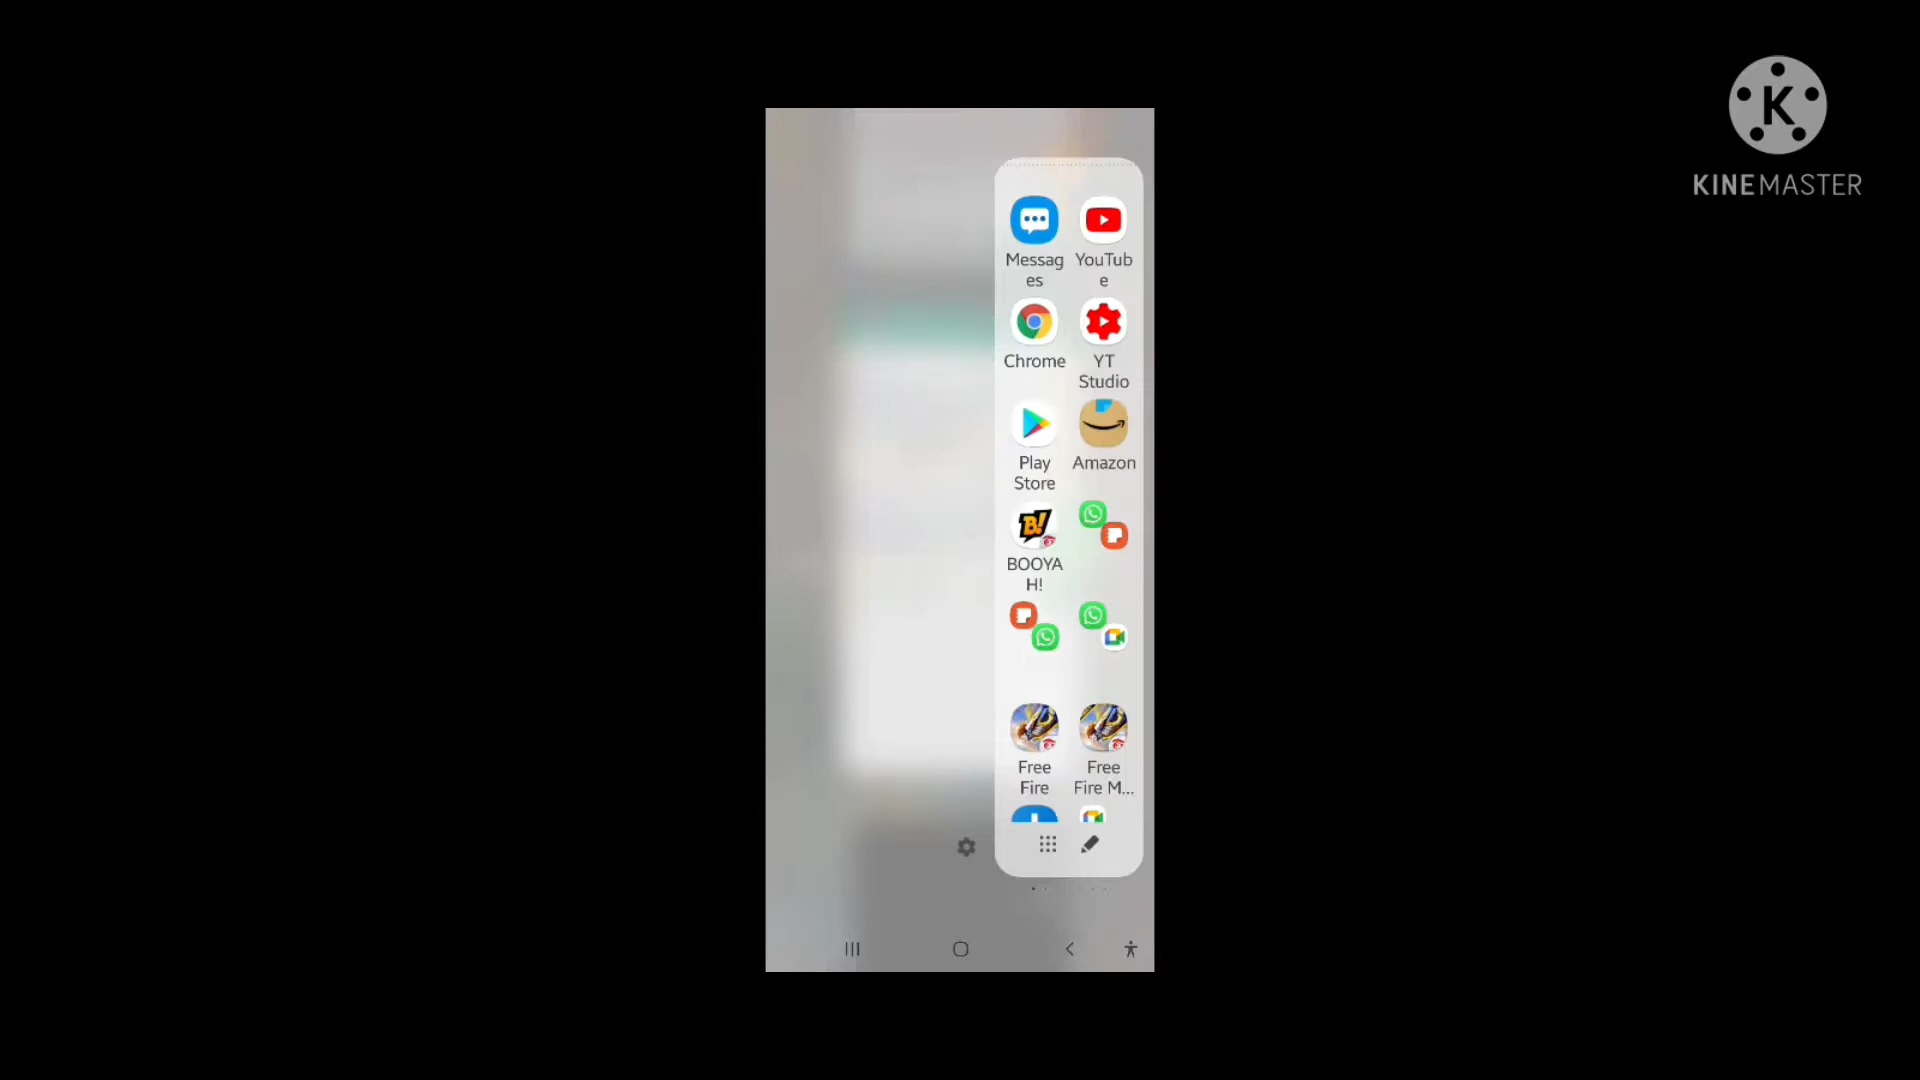 K
KINEMASTER
Messag YouTub
es e
Chrome YT
Studio
Play Amazon
Store
B!
BOOYA
H!
Free Free
Fire Fire M...